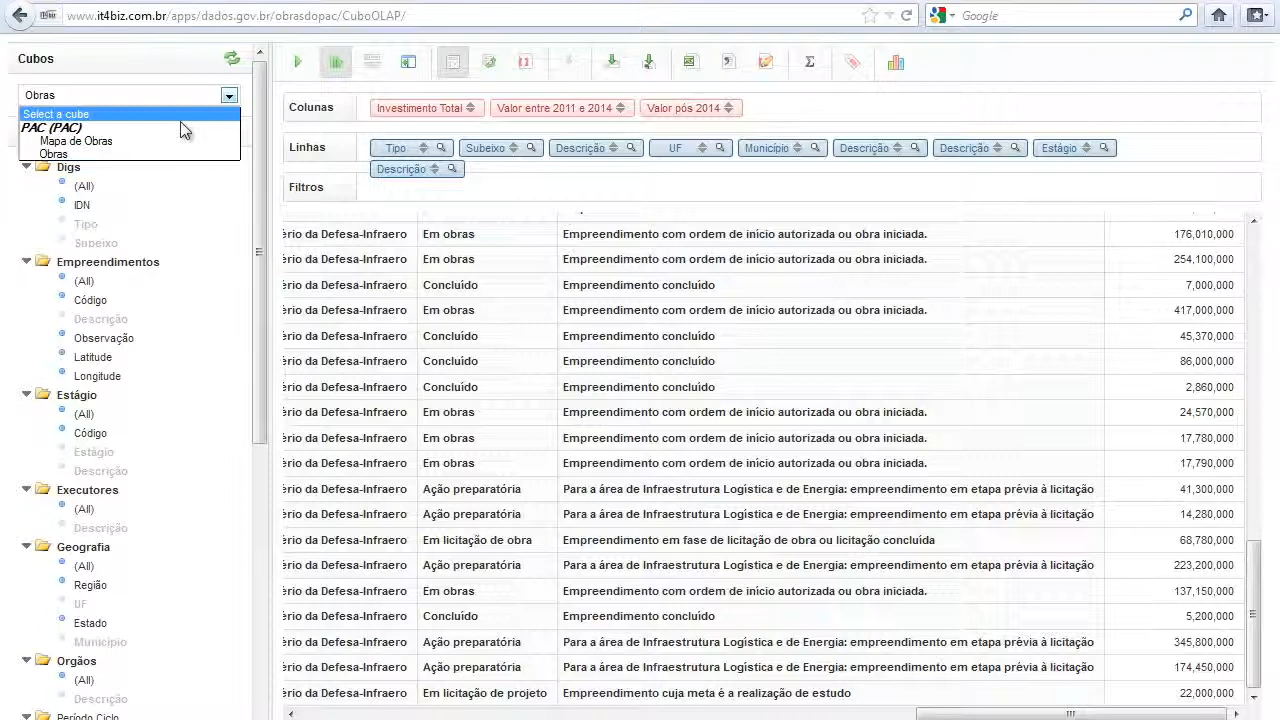 www.it4biz.com.br/apps/dados.gov.br/obrasdopac/CuboOLAP/
Google
Cubos
Obras
Select a cube
PAC (PAC)
Mapa de Obras
Obras
Digs
(All)
IDN
Tipo
Subeixo
Empreendimentos
(All)
Código
Descrição
Observação
Latitude
Longitude
Estágio
(All)
Código
Estágio
Descrição
Executores
(All)
Descrição
Geografia
(All)
Região
UF
Estado
Município
Orgãos
(All)
Descrição
Período Ciclo
Colunas
Investimento Total
Valor entre 2011 e 2014
Valor pós 2014
Linhas
Tipo
Subeixo
Descrição
UF
Município
Descrição
Descrição
Estágio
Descrição
Filtros
ério da Defesa-Infraero Em obras Empreendimento com ordem de início autorizada ou obra iniciada. 176,010,000
ério da Defesa-Infraero Em obras Empreendimento com ordem de início autorizada ou obra iniciada. 254,100,000
ério da Defesa-Infraero Concluído Empreendimento concluído 7,000,000
ério da Defesa-Infraero Em obras Empreendimento com ordem de início autorizada ou obra iniciada. 417,000,000
ério da Defesa-Infraero Concluído Empreendimento concluído 45,370,000
ério da Defesa-Infraero Concluído Empreendimento concluído 86,000,000
ério da Defesa-Infraero Concluído Empreendimento concluído 2,860,000
ério da Defesa-Infraero Em obras Empreendimento com ordem de início autorizada ou obra iniciada. 24,570,000
ério da Defesa-Infraero Em obras Empreendimento com ordem de início autorizada ou obra iniciada. 17,780,000
ério da Defesa-Infraero Em obras Empreendimento com ordem de início autorizada ou obra iniciada. 17,790,000
ério da Defesa-Infraero Ação preparatória Para a área de Infraestrutura Logística e de Energia: empreendimento em etapa prévia à licitação 41,300,000
ério da Defesa-Infraero Ação preparatória Para a área de Infraestrutura Logística e de Energia: empreendimento em etapa prévia à licitação 14,280,000
ério da Defesa-Infraero Em licitação de obra Empreendimento em fase de licitação de obra ou licitação concluída 68,780,000
ério da Defesa-Infraero Ação preparatória Para a área de Infraestrutura Logística e de Energia: empreendimento em etapa prévia à licitação 223,200,000
ério da Defesa-Infraero Em obras Empreendimento com ordem de início autorizada ou obra iniciada. 137,150,000
ério da Defesa-Infraero Concluído Empreendimento concluído 5,200,000
ério da Defesa-Infraero Ação preparatória Para a área de Infraestrutura Logística e de Energia: empreendimento em etapa prévia à licitação 345,800,000
ério da Defesa-Infraero Ação preparatória Para a área de Infraestrutura Logística e de Energia: empreendimento em etapa prévia à licitação 174,450,000
ério da Defesa-Infraero Em licitação de projeto Empreendimento cuja meta é a realização de estudo 22,000,000